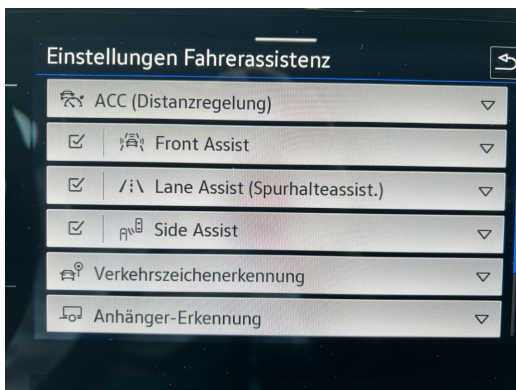 Einstellungen Fahrerassistenz
ACC (Distanzregelung)
Front Assist
Lane Assist (Spurhalteassist.)
Side Assist
Verkehrszeichenerkennung
Anhänger-Erkennung